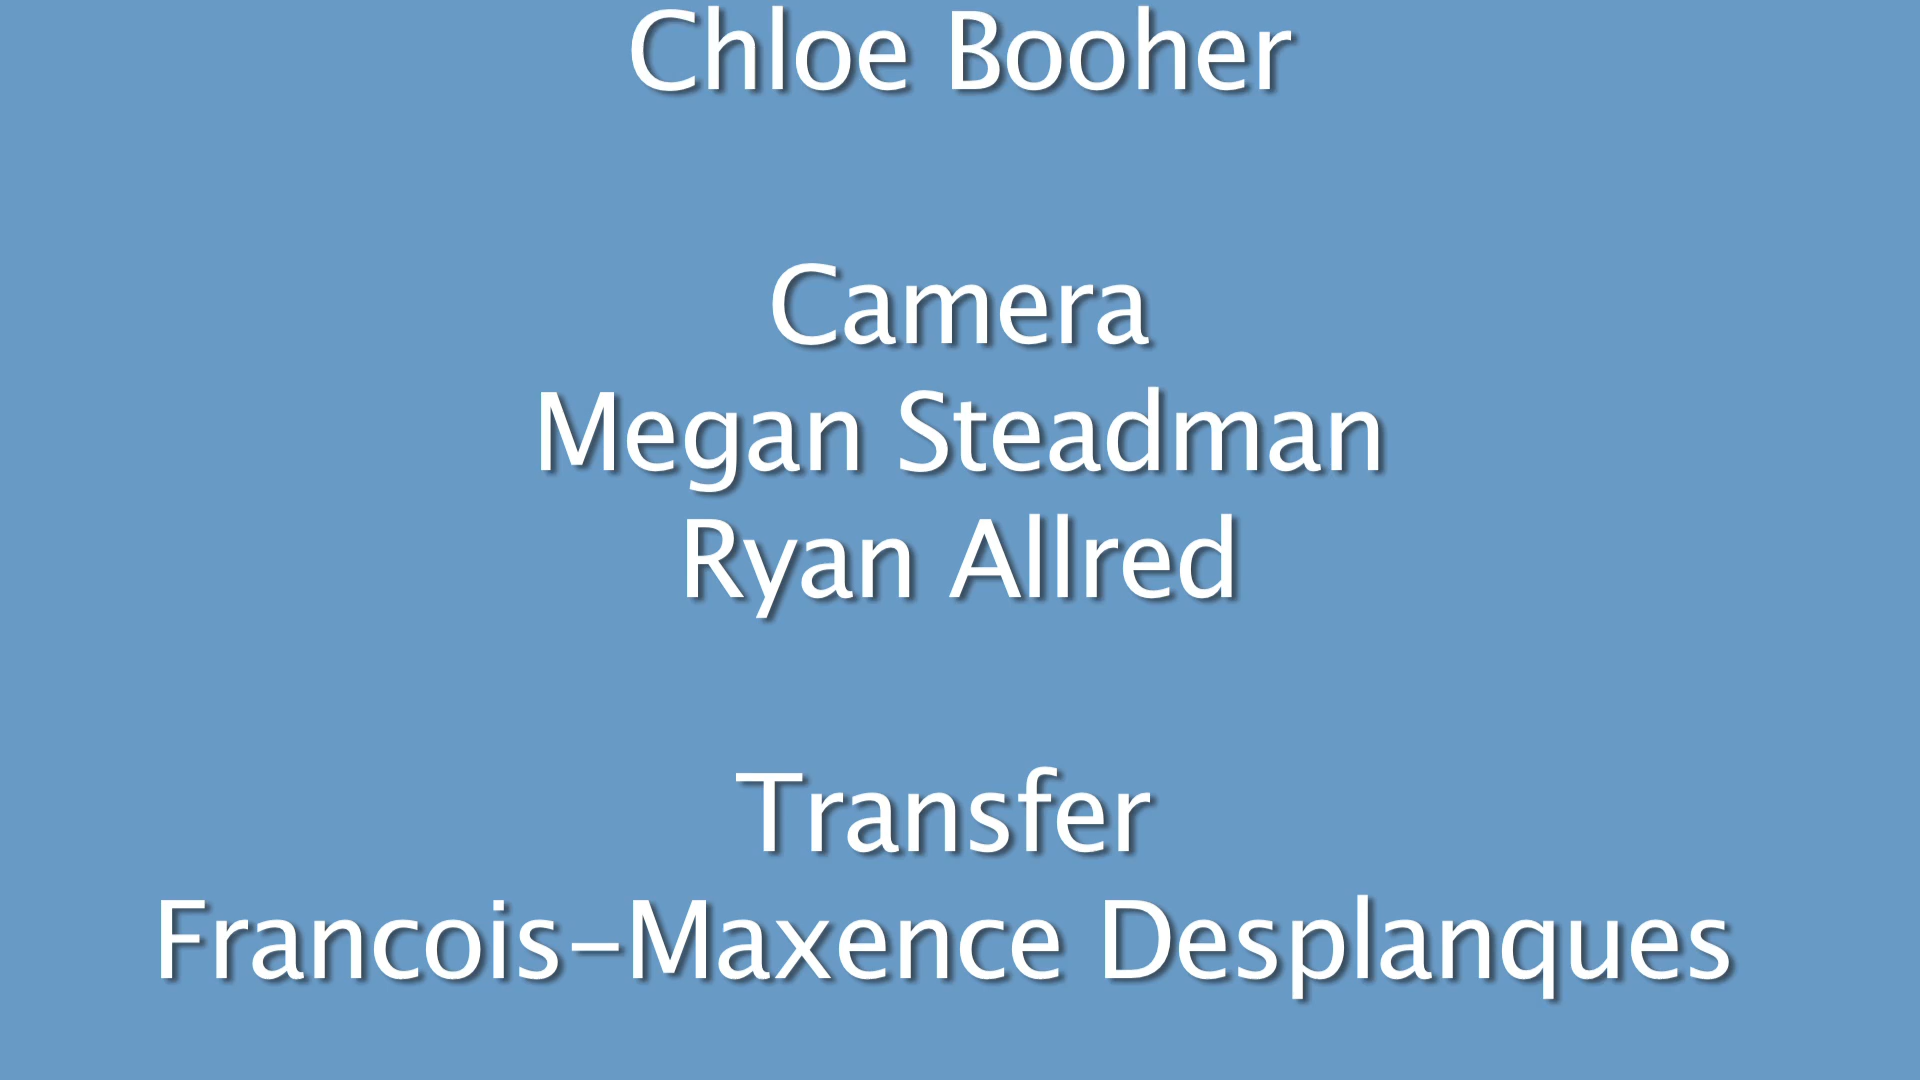 Chloe Booher
Camera
Megan Steadman
Ryan Allred
Transfer
Francois-Maxence Desplanques